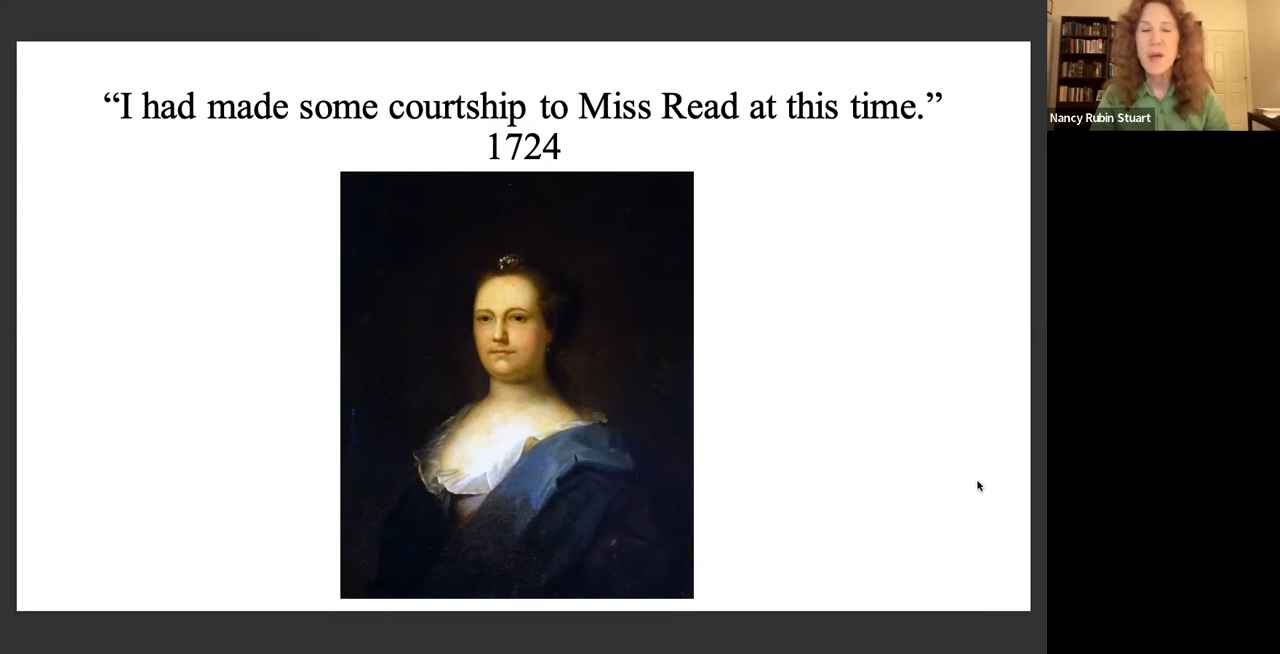 “I had made some courtship to Miss Read at this time.”
1724
Nancy Rubin Stuart